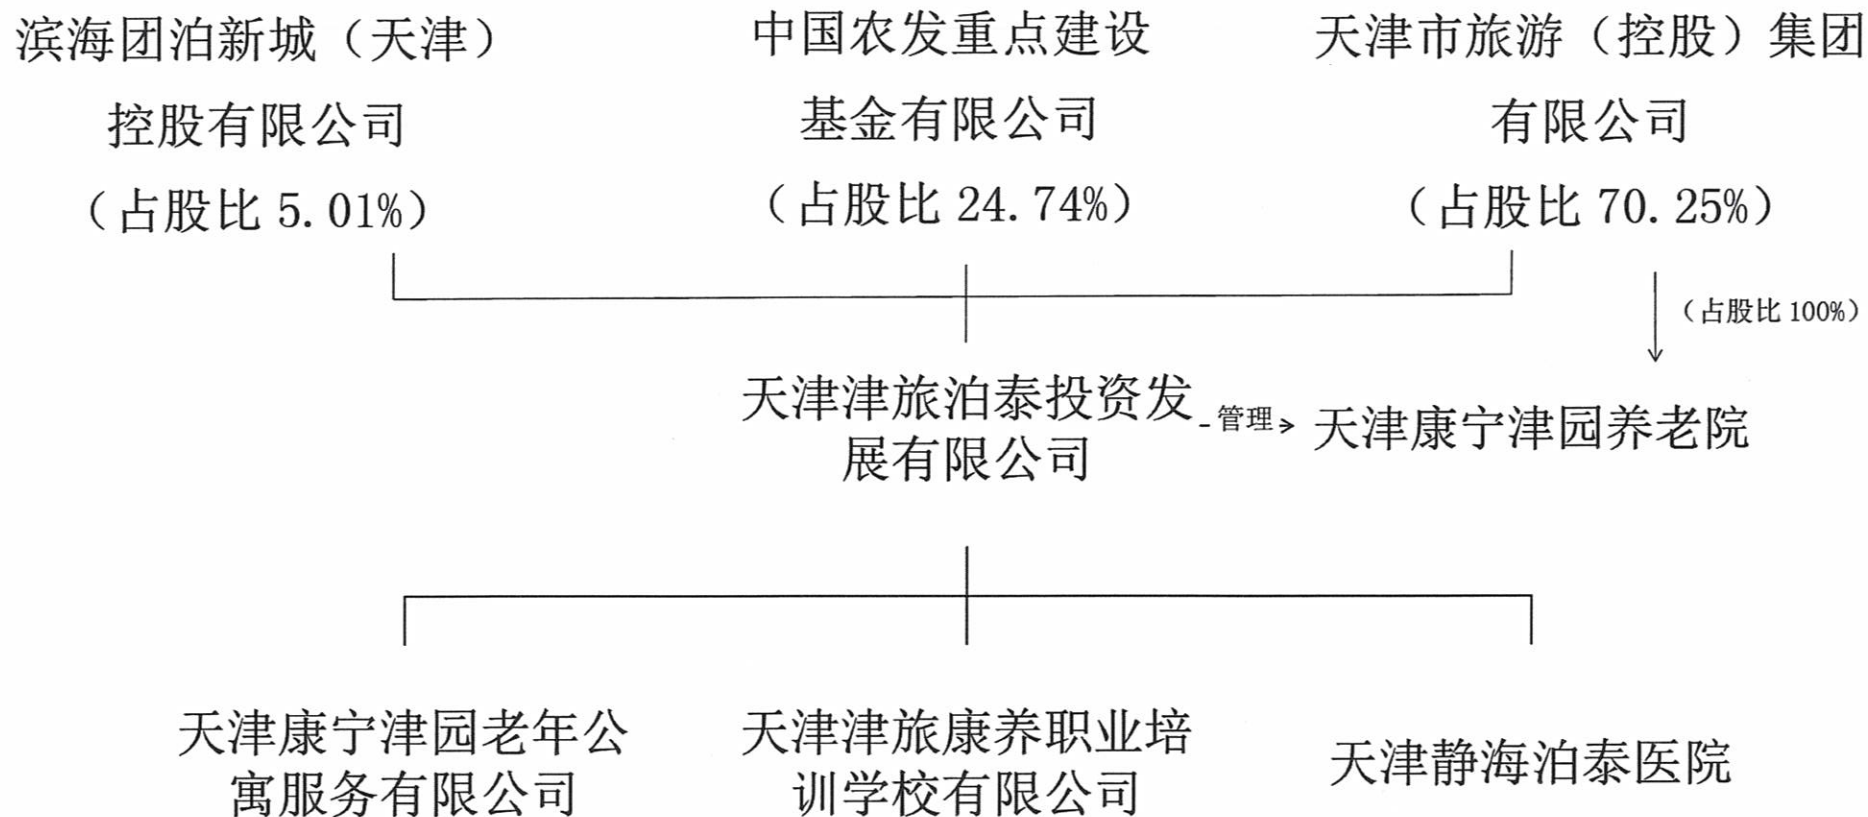 滨海团泊新城（天津）
控股有限公司
（占股比 5.01%）
中国农发重点建设
基金有限公司
（占股比 24.74%）
天津市旅游（控股）集团
有限公司
（占股比 70.25%）
（占股比 100%）
天津津旅泊泰投资发
展有限公司
管理
天津康宁津园养老院
天津康宁津园老年公
寓服务有限公司
天津津旅康养职业培
训学校有限公司
天津静海泊泰医院